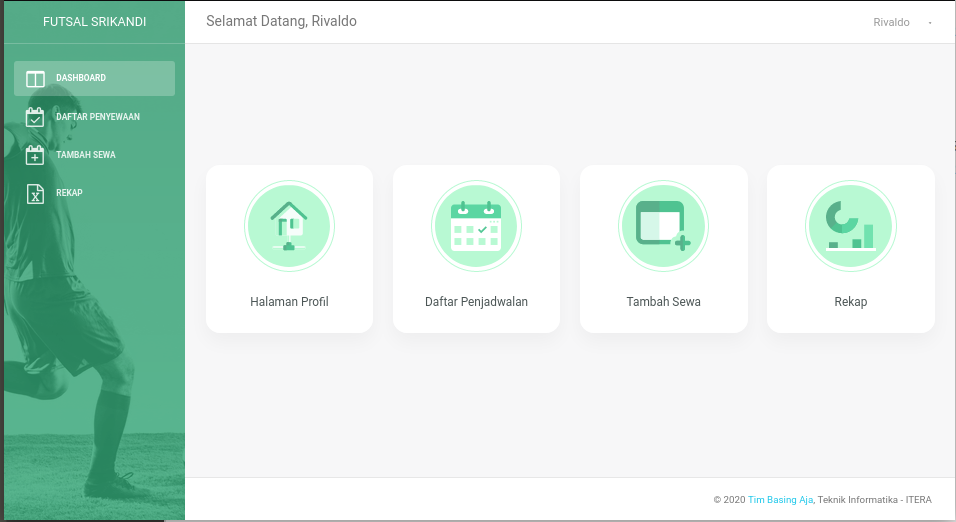 FUTSAL SRIKANDI
Selamat Datang, Rivaldo
Rivaldo
DASHBOARD
DAFTAR PENYEWAAN
TAMBAH SEWA
REKAP
Halaman Profil
Daftar Penjadwalan
Tambah Sewa
Rekap
© 2020 Tim Basing Aja, Teknik Informatika - ITERA